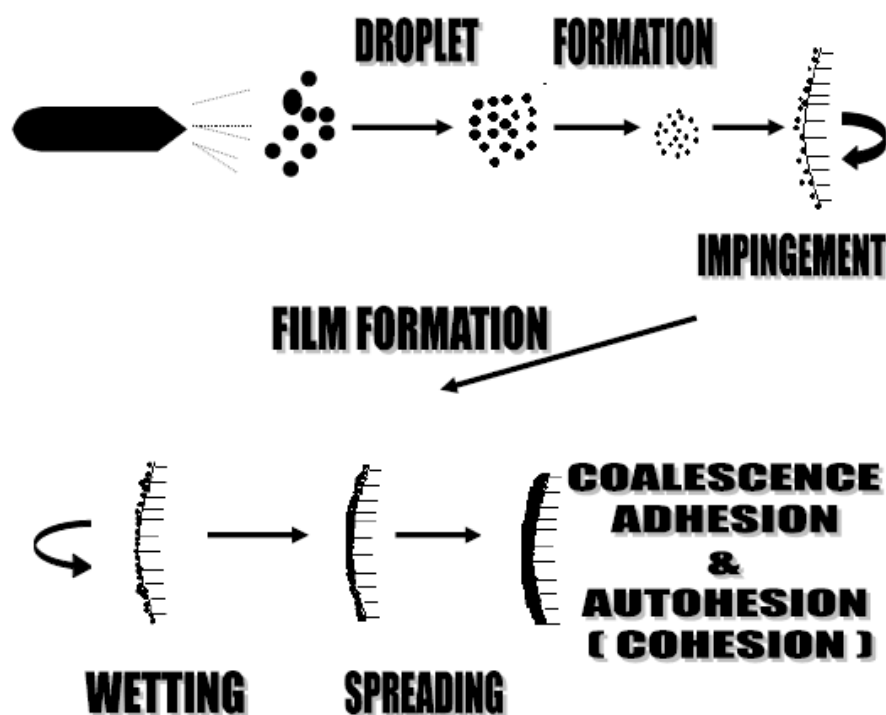 DROPLET FORMATION
IMPINGEMENT
FILM FORMATION
COALESCENCE
ADHESION
&
AUTOHESION
( COHESION )
WETTING
SPREADING